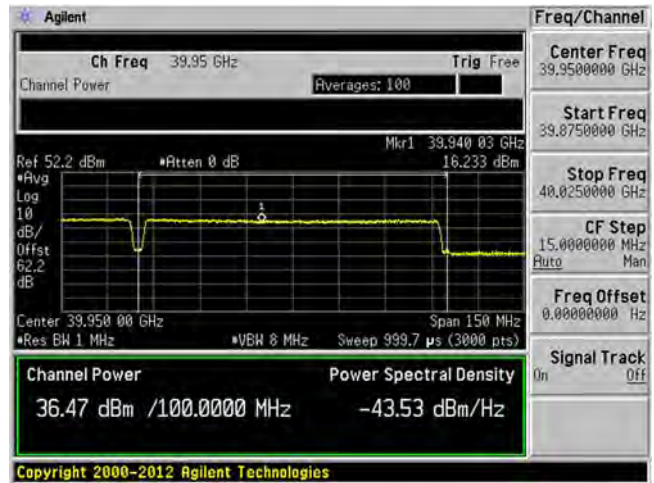 Agilent
Freq/Channel
Ch Freq 39.95 GHz Trig Free
Channel Power Averages: 100
Mkr1 39.940 03 GHz
Ref 52.2 dBm *Atten 0 dB 16.233 dBm
*Avg
Log
10
dB/
Offst
62.2
dB
1
Center 39.950 00 GHz Span 150 MHz
*Res BW 1 MHz *VBW 8 MHz Sweep 999.7 µs (3000 pts)
Channel Power Power Spectral Density
36.47 dBm /100.0000 MHz -43.53 dBm/Hz
Copyright 2000-2012 Agilent Technologies
Center Freq
39.9500000 GHz
Start Freq
39.8750000 GHz
Stop Freq
40.0250000 GHz
CF Step
15.0000000 MHz
Auto Man
Freq Offset
0.00000000 Hz
Signal Track
On Off